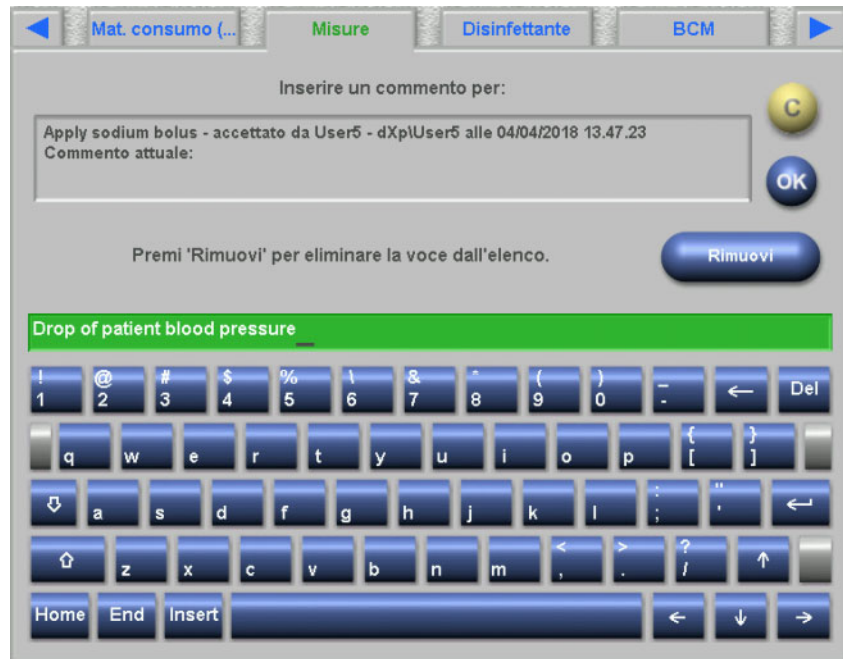 Mat. consumo (... Misure Disinfettante BCM
Inserire un commento per:
C
Apply sodium bolus - accettato da User5 - dXp\User5 alle 04/04/2018 13.47.23
Commento attuale:
OK
Premi 'Rimuovi' per eliminare la voce dall'elenco.
Rimuovi
Drop of patient blood pressure_
! @ # $ % \ & * ( ) _
1 2 3 4 5 6 7 8 9 0 - ← Del
{ }
q w e r t y u i o p [ ]
: "
a s d f g h j k l ; '
< > ?
z x c v b n m , . /
Home End Insert